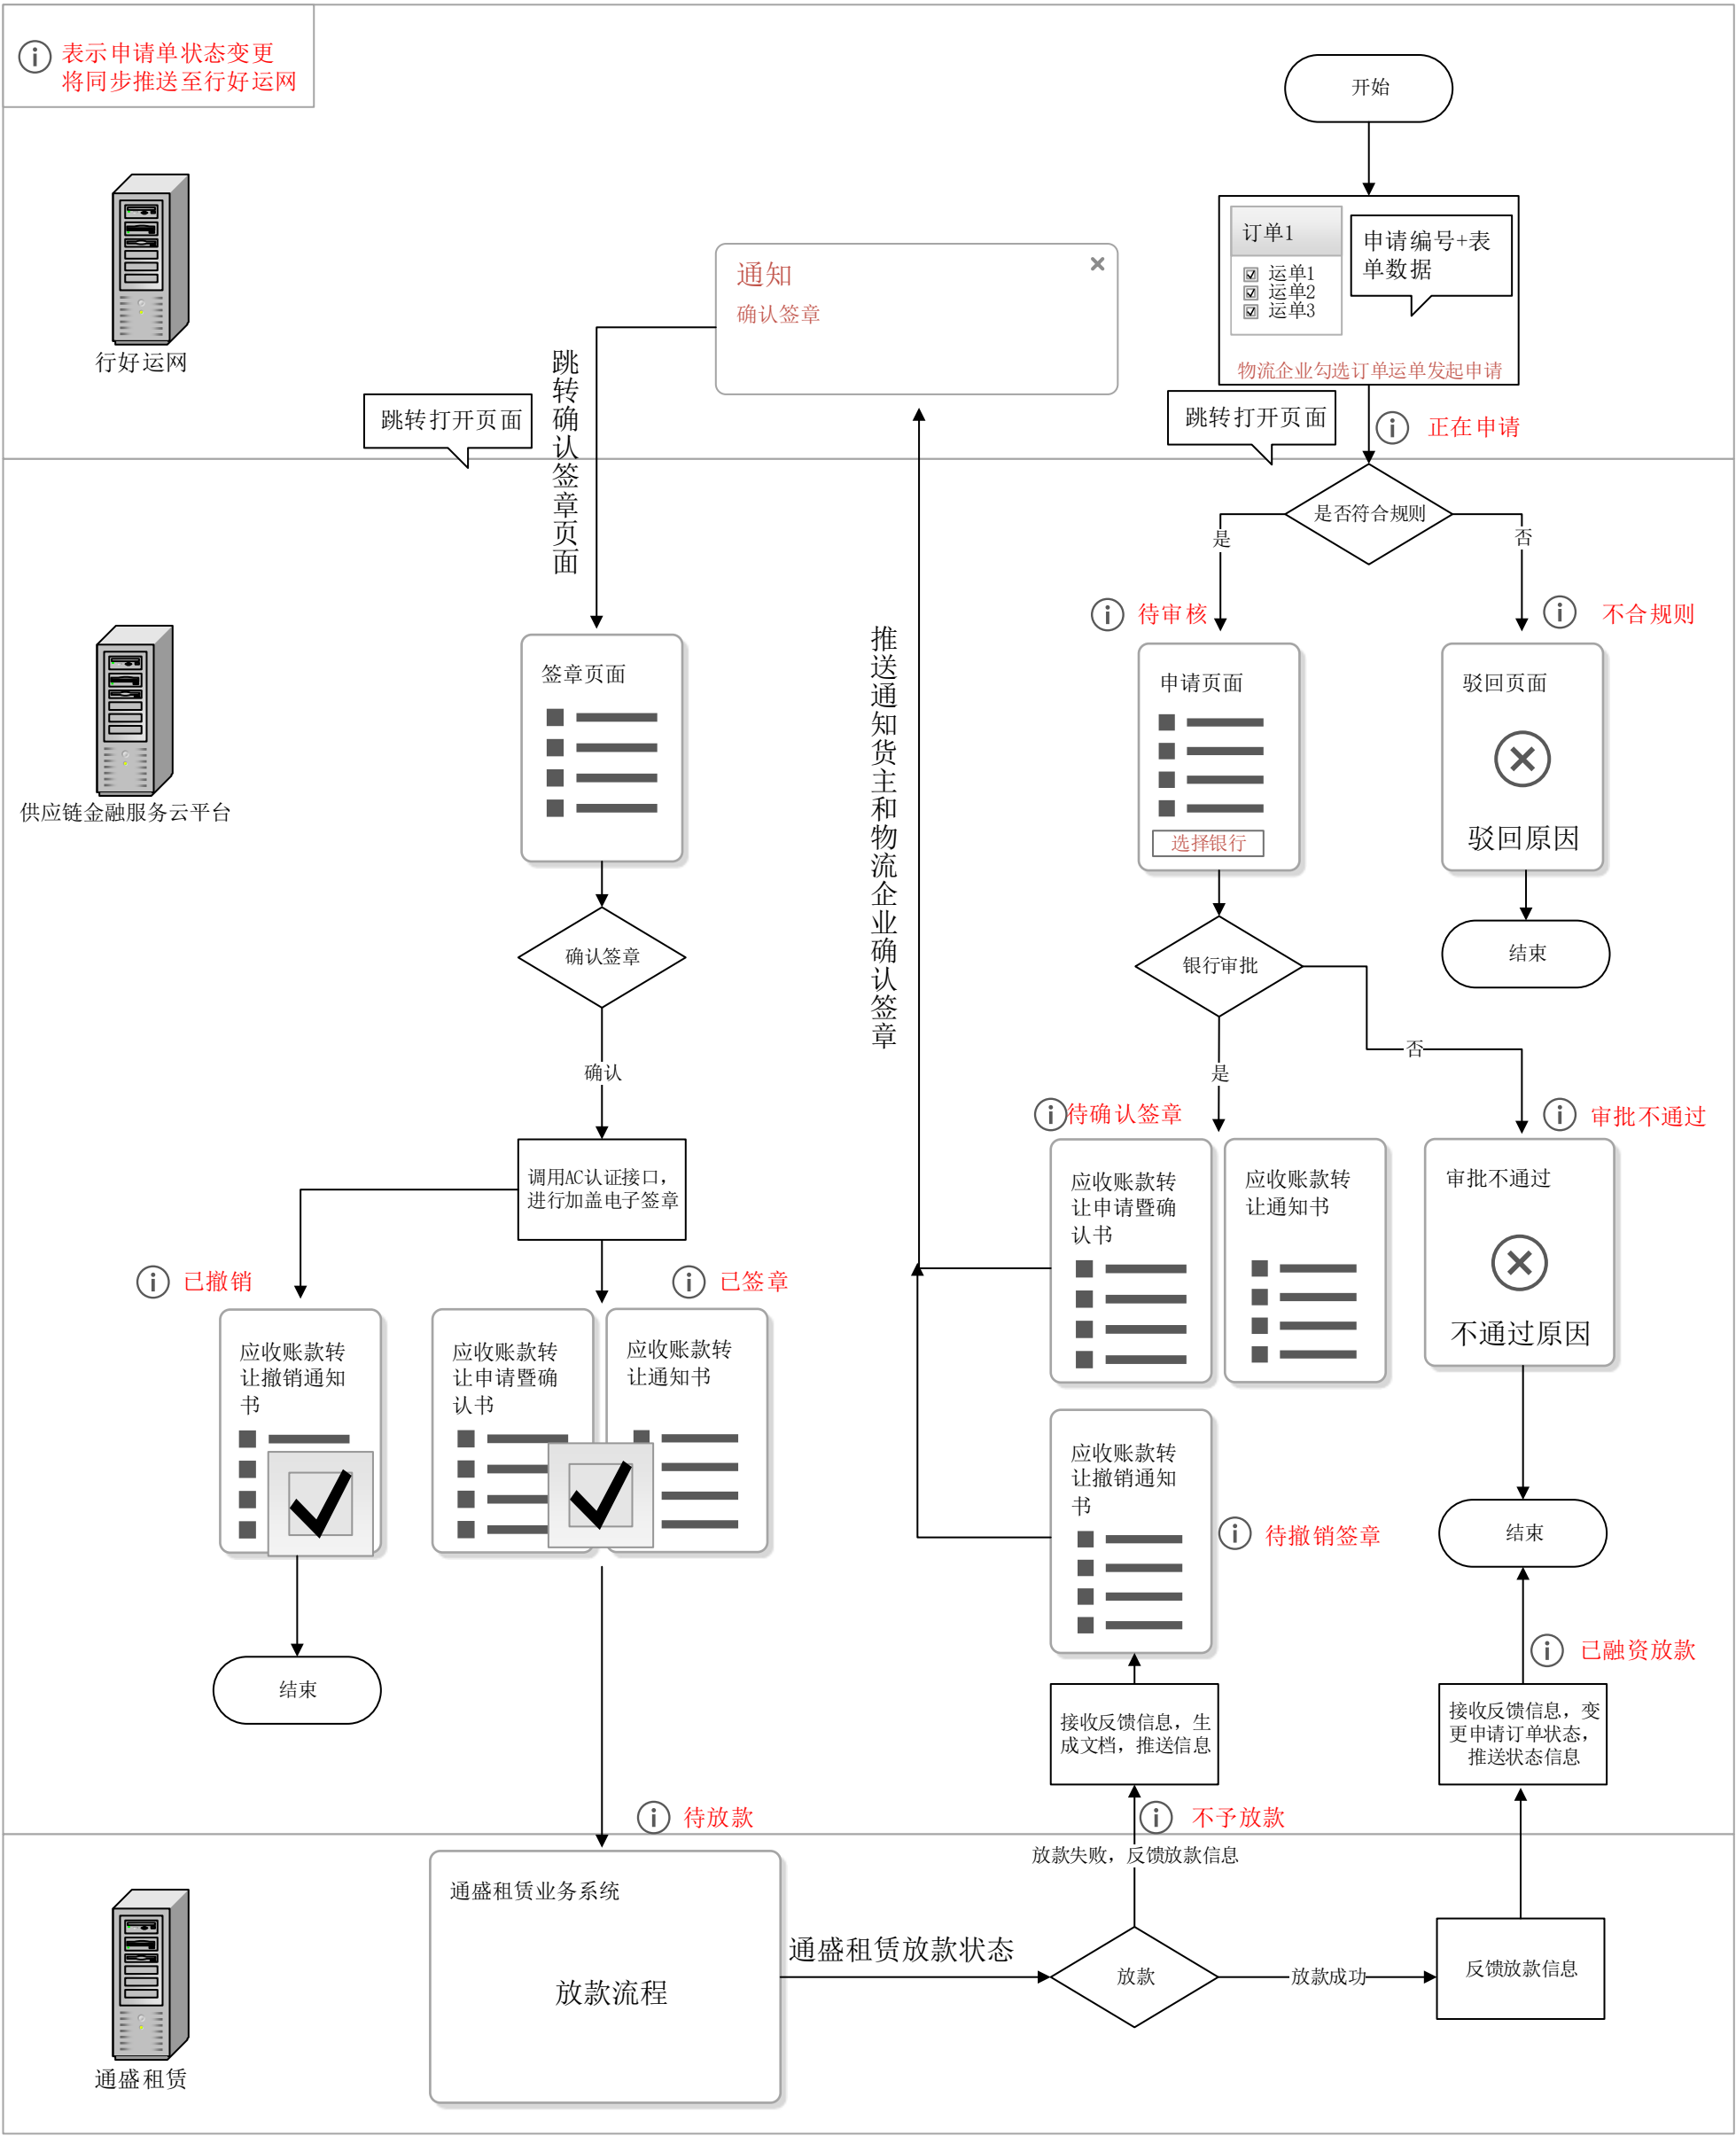 表示申请单状态变更
将同步推送至行好运网
开始
订单1
运单1
运单2
运单3
申请编号+表
单数据
物流企业勾选订单运单发起申请
通知
确认签章
行好运网
跳转确认签章页面
跳转打开页面
跳转打开页面
正在申请
是否符合规则
是
否
待审核
不合规则
供应链金融服务云平台
签章页面
推送通知货主和物流企业确认签章
申请页面
选择银行
驳回页面
驳回原因
结束
确认签章
银行审批
确认
是
否
待确认签章
审批不通过
调用AC认证接口，
进行加盖电子签章
应收账款转
让申请暨确
认书
应收账款转
让通知书
审批不通过
不通过原因
已撤销
已签章
应收账款转
让撤销通知
书
应收账款转
让申请暨确
认书
应收账款转
让通知书
应收账款转
让撤销通知
书
待撤销签章
结束
结束
已融资放款
接收反馈信息，生
成文档，推送信息
接收反馈信息，变
更申请订单状态，
推送状态信息
待放款
不予放款
放款失败，反馈放款信息
通盛租赁业务系统
放款流程
通盛租赁放款状态
放款
放款成功
反馈放款信息
通盛租赁